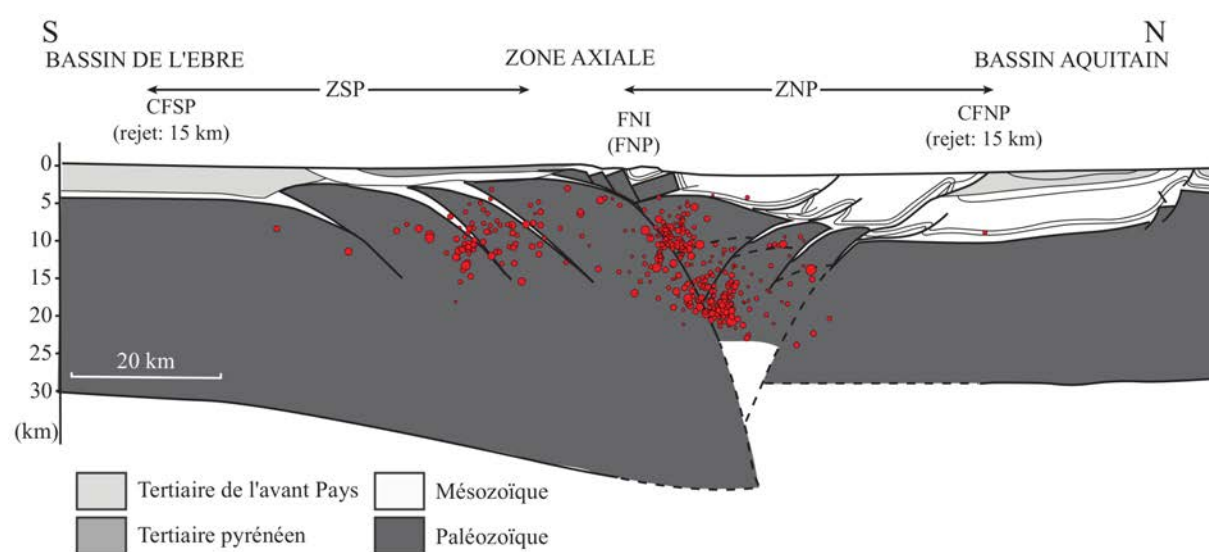 S
N
BASSIN DE L'EBRE
ZONE AXIALE
BASSIN AQUITAIN
ZSP
ZNP
CFSP
(rejet: 15 km)
FNI
(FNP)
CFNP
(rejet: 15 km)
0
5
10
15
20
25
30
(km)
20 km
Tertiaire de l'avant Pays
Mésozoïque
Tertiaire pyrénéen
Paléozoïque